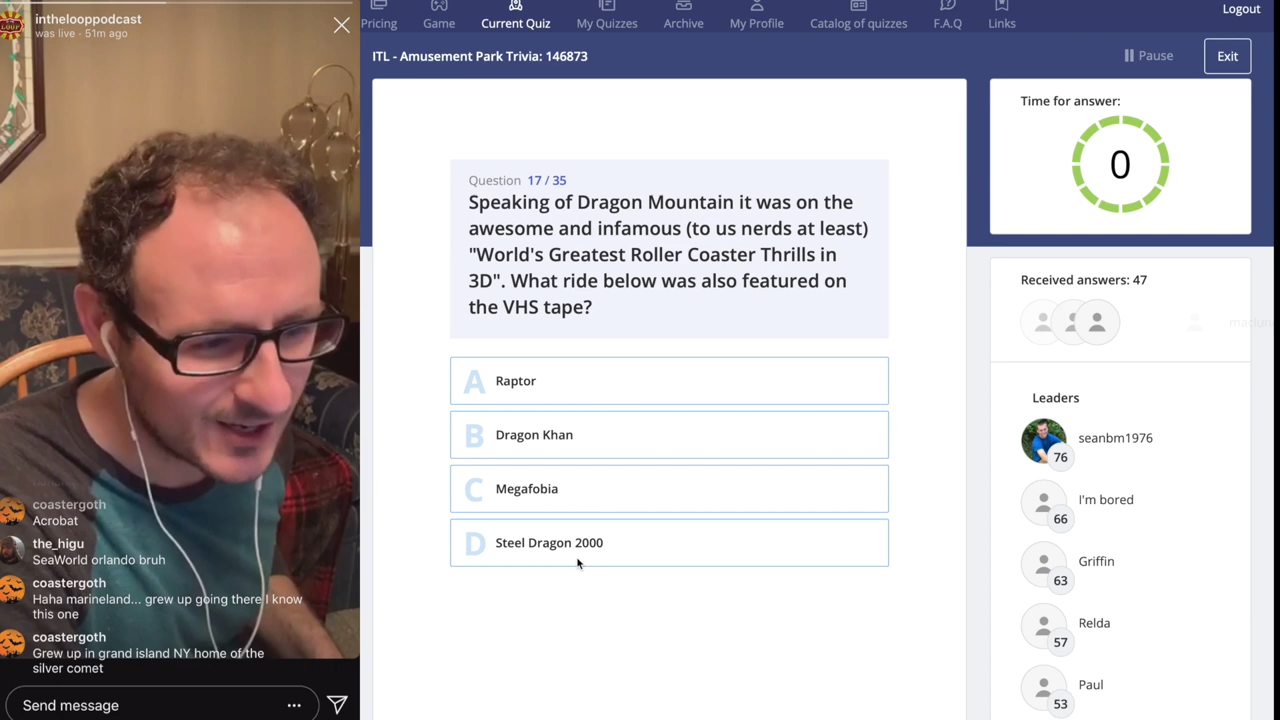 intheloopodcast
was live · 51m ago
Pricing
Game
Current Quiz
My Quizzes
Archive
My Profile
Catalog of quizzes
F.A.Q
Links
Logout
ITL - Amusement Park Trivia: 146873
Pause
Exit
Question 17 / 35
Speaking of Dragon Mountain it was on the
awesome and infamous (to us nerds at least)
"World's Greatest Roller Coaster Thrills in
3D". What ride below was also featured on
the VHS tape?
A Raptor
B Dragon Khan
C Megafobia
D Steel Dragon 2000
Time for answer:
0
Received answers: 47
Leaders
seanbm1976
76
I'm bored
66
Griffin
63
Relda
57
Paul
53
coastergoth
Acrobat
the_higu
SeaWorld orlando bruh
coastergoth
Haha marineland... grew up going there I know
this one
coastergoth
Grew up in grand island NY home of the
silver comet
Send message